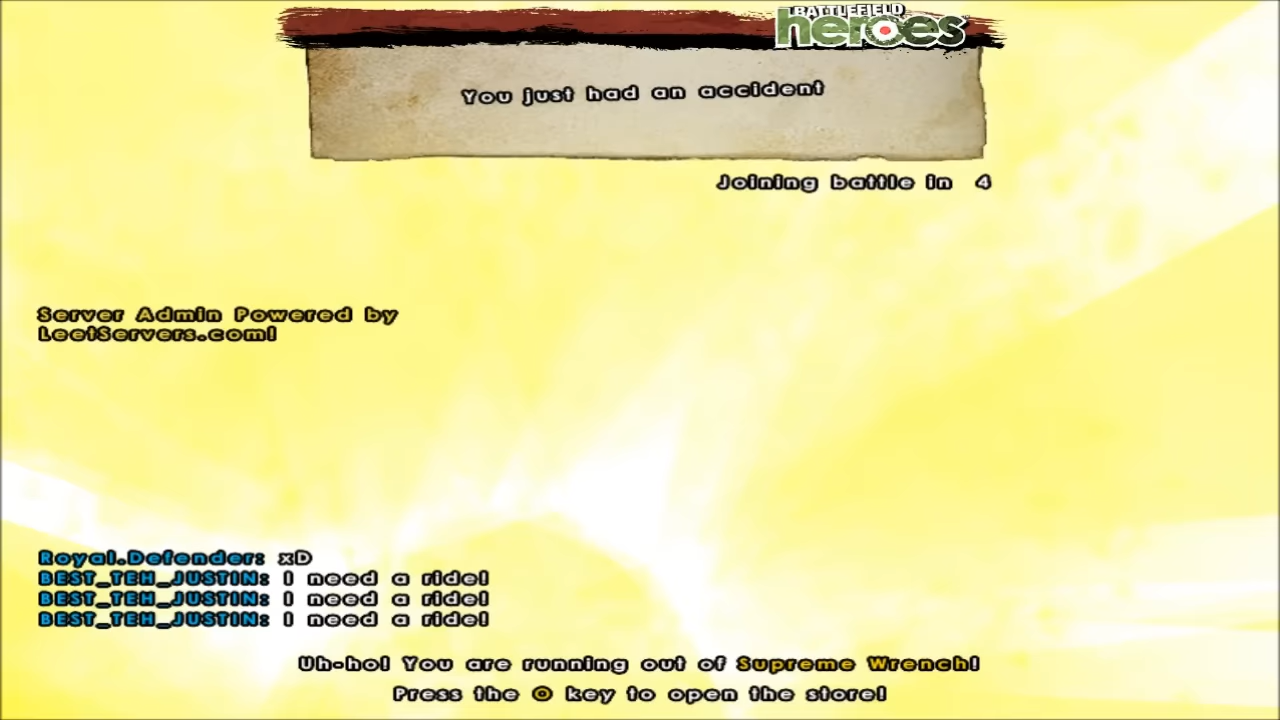 BATTLEFIELD
heroes
You just had an accident
Joining battle in 4
Server Admin Powered by
LeetServers.com!
Royal.Defender: xD
BEST_TEH_JUSTIN: I need a ride!
BEST_TEH_JUSTIN: I need a ride!
BEST_TEH_JUSTIN: I need a ride!
Uh-ho! You are running out of Supreme Wrench!
Press the O key to open the store!